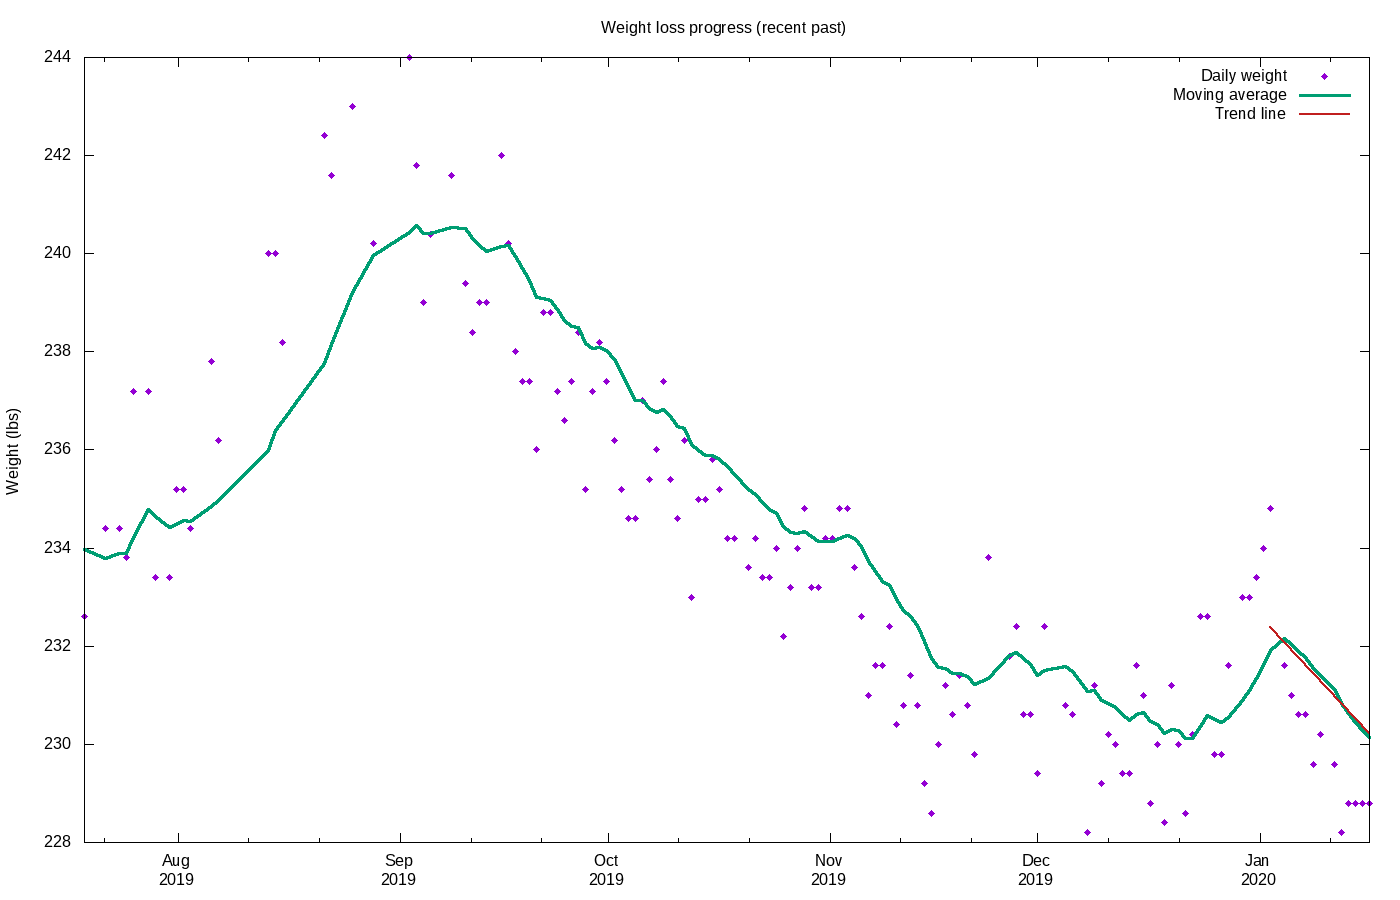 Weight loss progress (recent past)
Daily weight
Moving average
Trend line
244
242
240
238
236
234
232
230
228
Weight (lbs)
Aug Sep Oct Nov Dec Jan
2019 2019 2019 2019 2019 2020